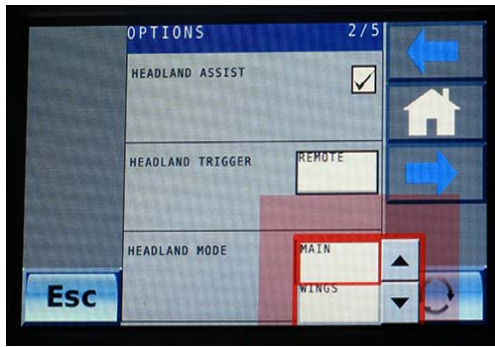 OPTIONS 2/5
HEADLAND ASSIST
HEADLAND TRIGGER REMOTE
HEADLAND MODE MAIN
WINGS
Esc